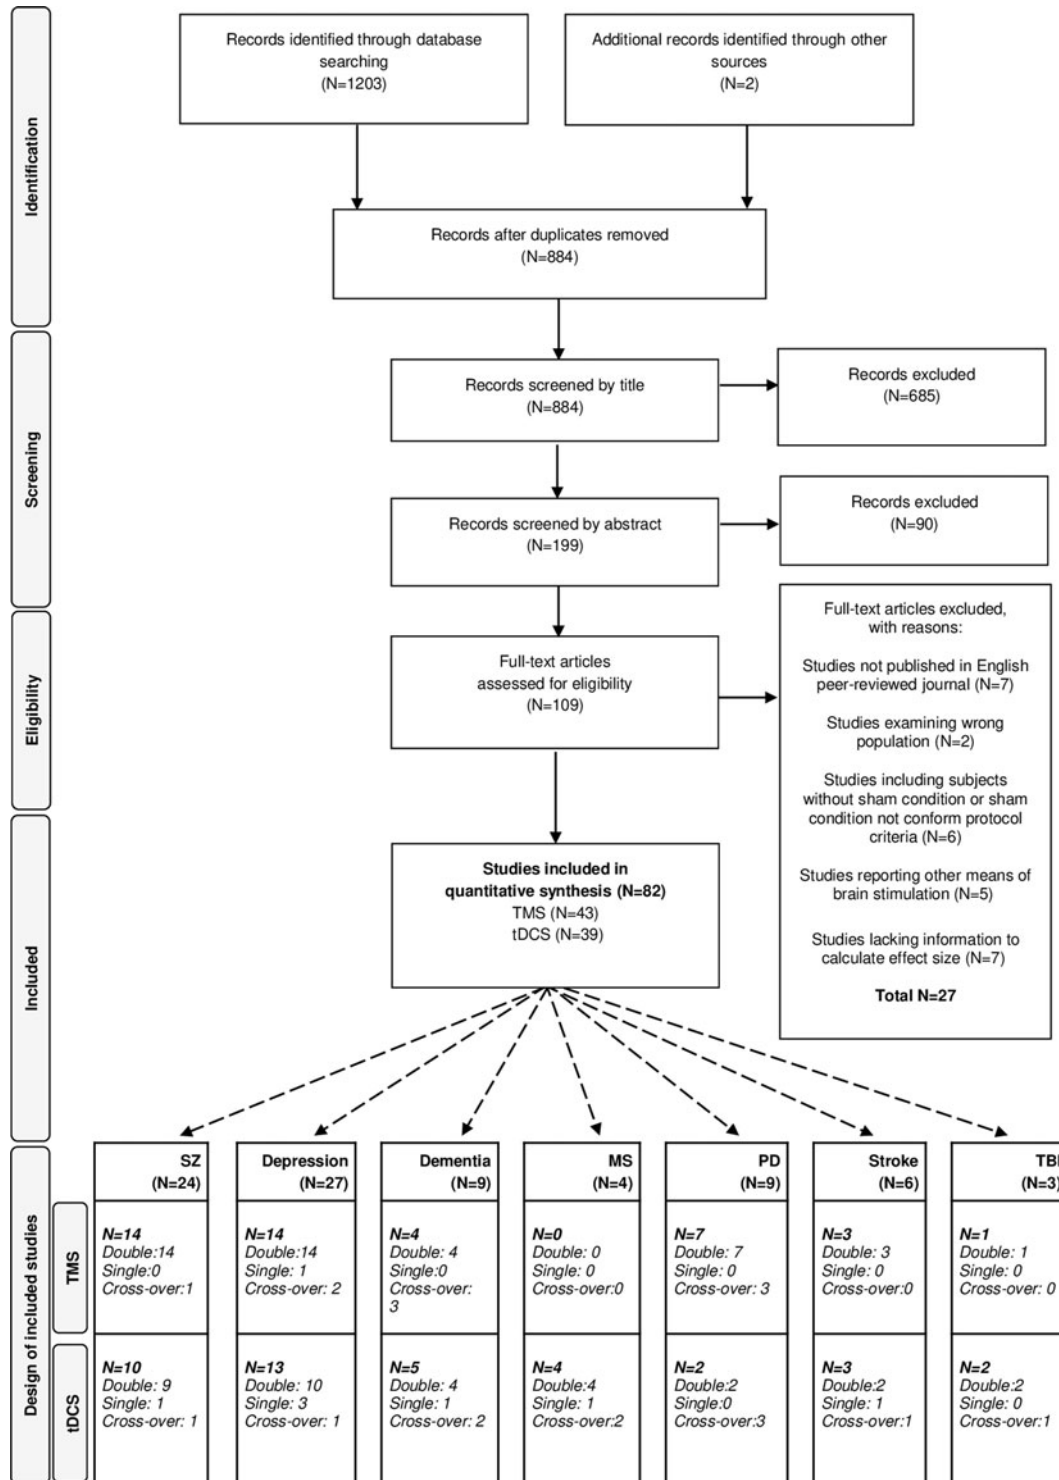 Identification
Records identified through database
searching
(N=1203)
Additional records identified through other
sources
(N=2)
Records after duplicates removed
(N=884)
Screening
Records screened by title
(N=884)
Records excluded
(N=685)
Records screened by abstract
(N=199)
Records excluded
(N=90)
Eligibility
Full-text articles
assessed for eligibility
(N=109)
Full-text articles excluded,
with reasons:
Studies not published in English
peer-reviewed journal (N=7)
Studies examining wrong
population (N=2)
Studies including subjects
without sham condition or sham
condition not conform protocol
criteria (N=6)
Studies reporting other means of
brain stimulation (N=5)
Studies lacking information to
calculate effect size (N=7)
Total N=27
Included
Studies included in
quantitative synthesis (N=82)
TMS (N=43)
tDCS (N=39)
Design of included studies
SZ
(N=24)
Depression
(N=27)
Dementia
(N=9)
MS
(N=4)
PD
(N=9)
Stroke
(N=6)
TBI
(N=3)
TMS
N=14
Double:14
Single:0
Cross-over:1
N=14
Double:14
Single: 1
Cross-over: 2
N=4
Double: 4
Single:0
Cross-over:
3
N=0
Double: 0
Single: 0
Cross-over:0
N=7
Double: 7
Single: 0
Cross-over: 3
N=3
Double: 3
Single: 0
Cross-over:0
N=1
Double: 1
Single: 0
Cross-over: 0
tDCS
N=10
Double: 9
Single: 1
Cross-over: 1
N=13
Double: 10
Single: 3
Cross-over: 1
N=5
Double: 4
Single: 1
Cross-over: 2
N=4
Double:4
Single: 1
Cross-over:2
N=2
Double:2
Single:0
Cross-over:3
N=3
Double:2
Single: 1
Cross-over:1
N=2
Double:2
Single: 0
Cross-over:1